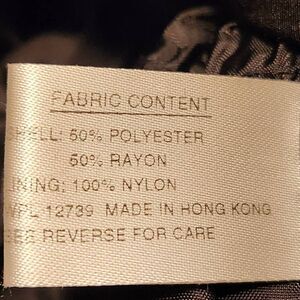 FABRIC CONTENT
HELL: 50% POLYESTER
50% RAYON
INING: 100% NYLON
WPL 12739 MADE IN HONG KONG
SEE REVERSE FOR CARE